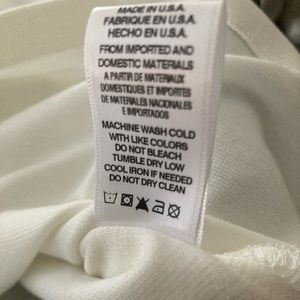 MADE IN U.S.A.
FABRIQUE EN U.S.A.
HECHO EN U.S.A.
FROM IMPORTED AND
DOMESTIC MATERIALS
A PARTIR DE MATERIAUX
DOMESTIQUES ET IMPORTES
DE MATERIALES NACIONALES
E IMPORTADOS
MACHINE WASH COLD
WITH LIKE COLORS
DO NOT BLEACH
TUMBLE DRY LOW
COOL IRON IF NEEDED
DO NOT DRY CLEAN